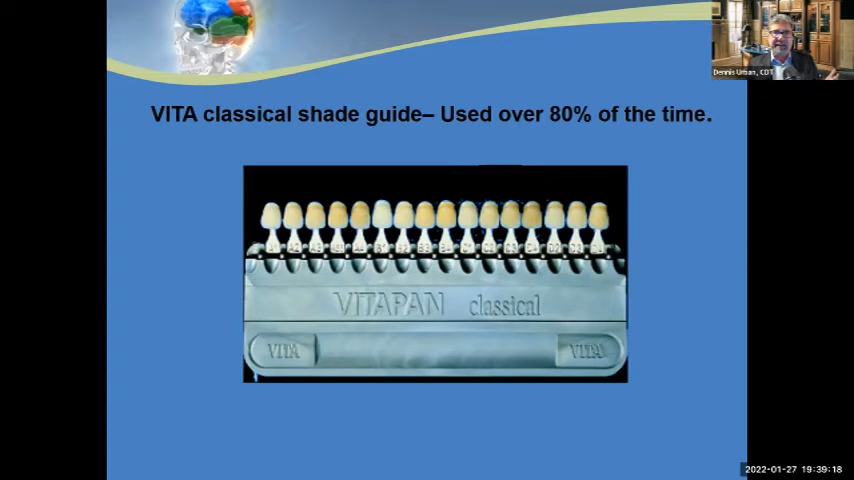 Dennis Urban, CDT
VITA classical shade guide– Used over 80% of the time.
A2
VITAPAN classical
VITA VITA
2022-01-27 19:39:18